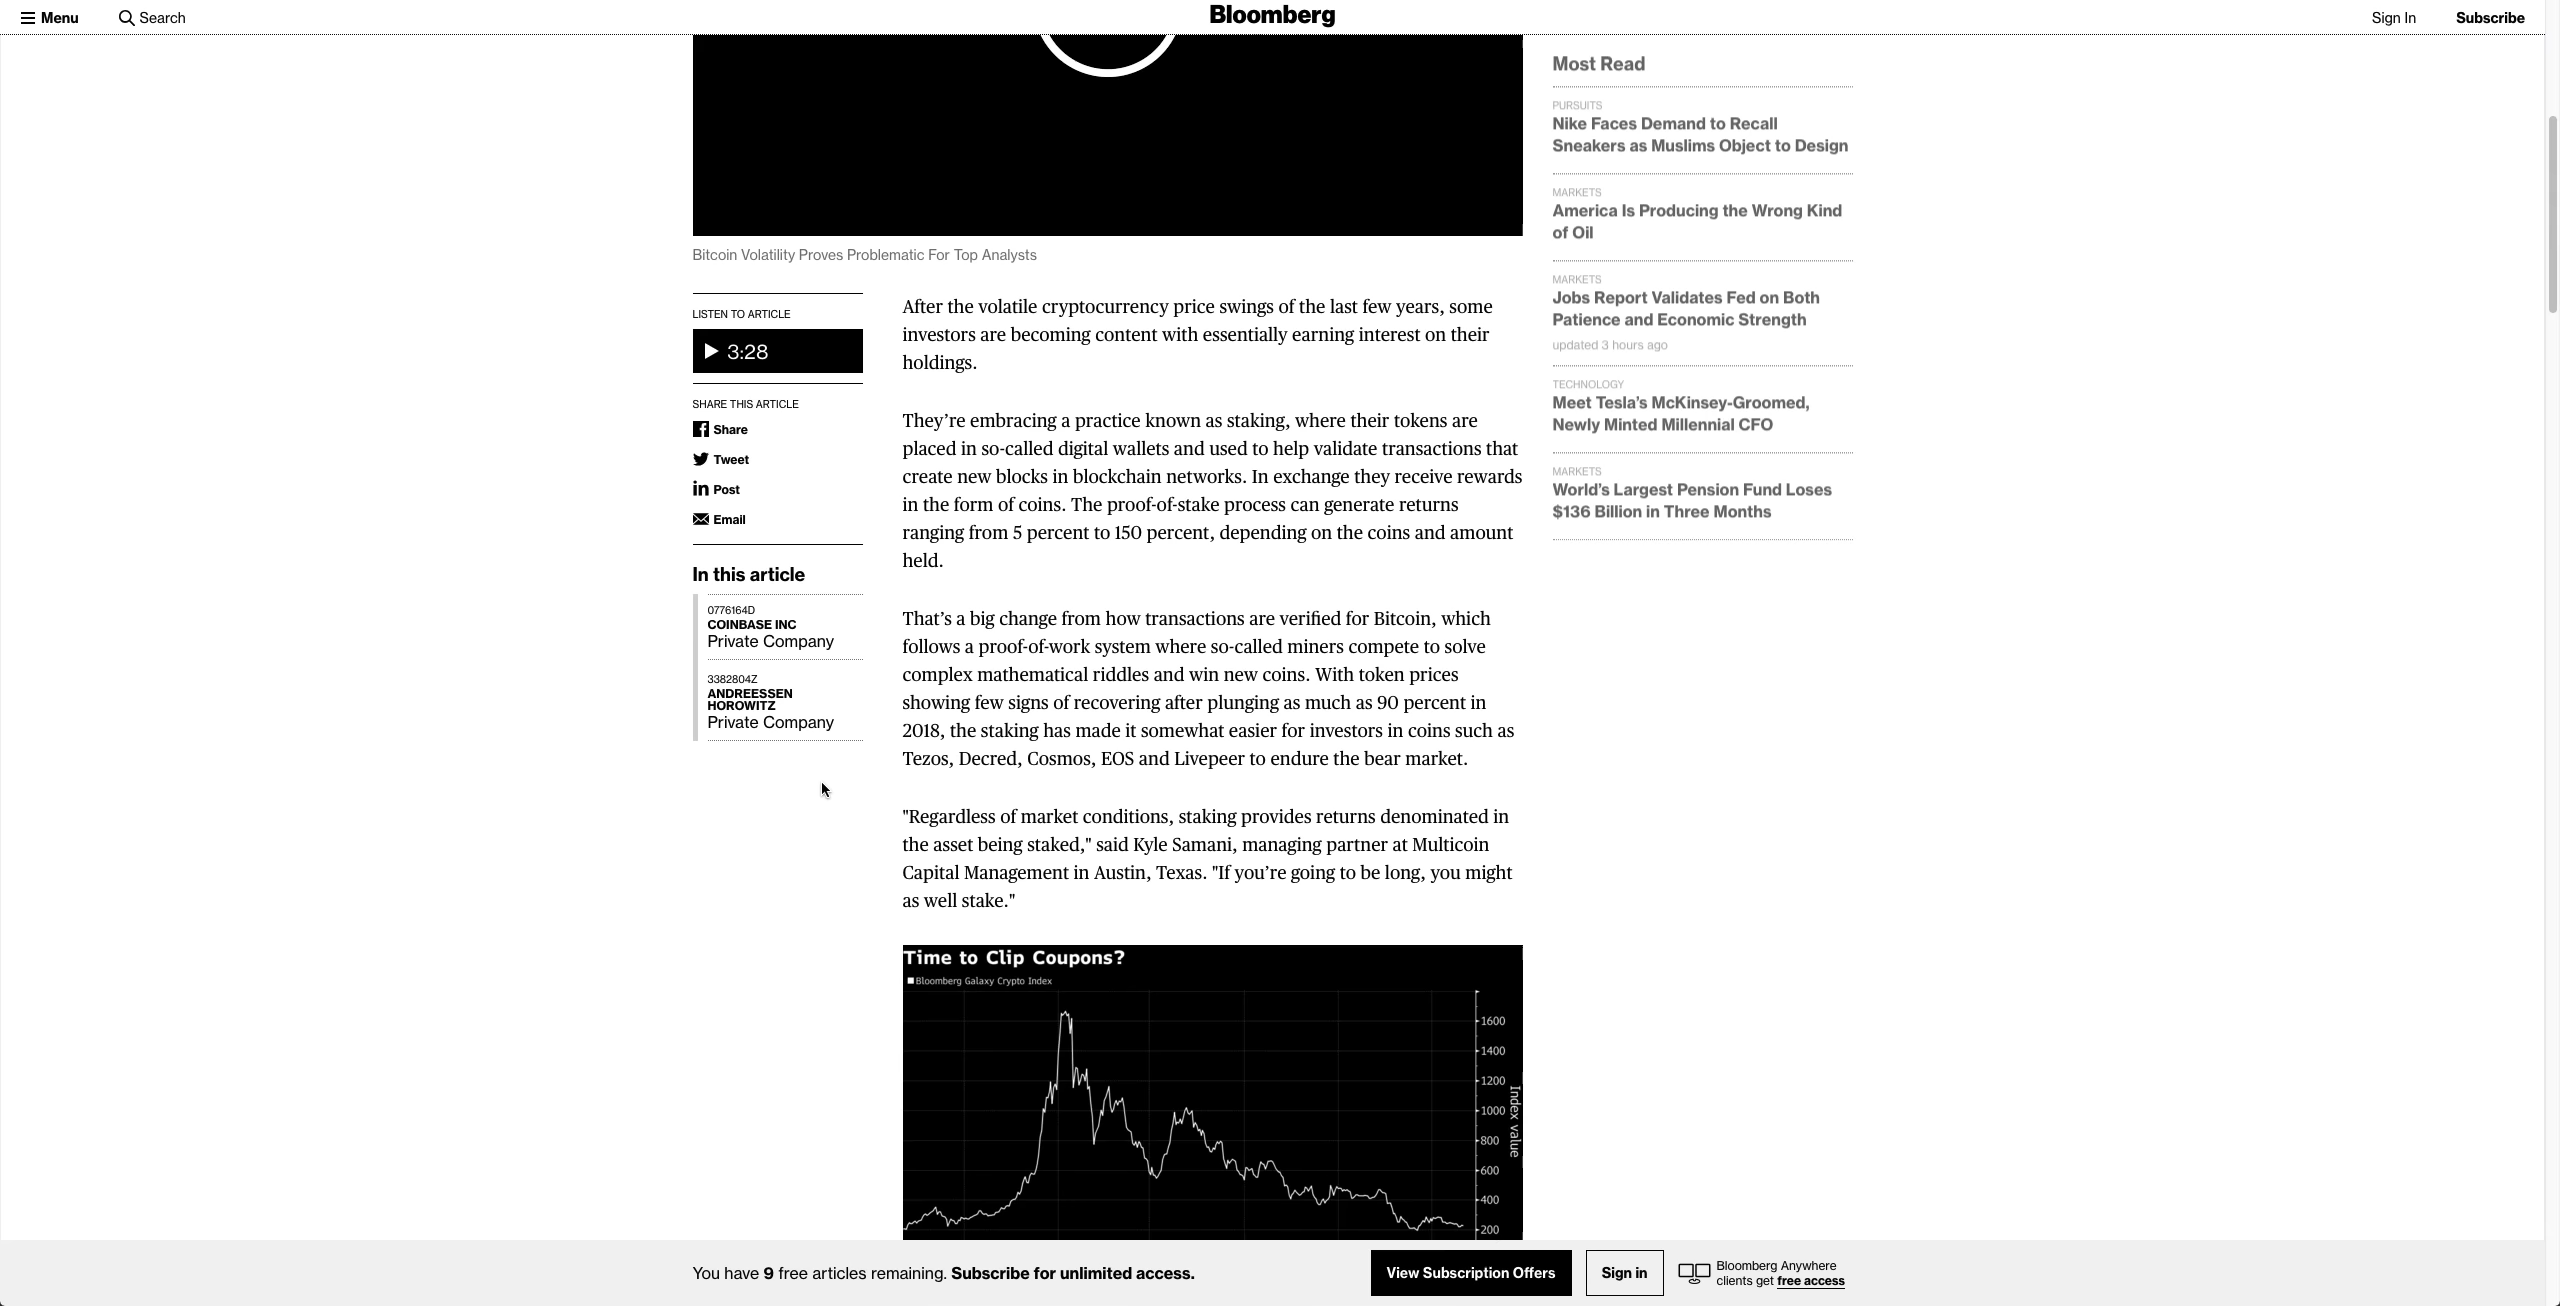 Menu
Search
Bloomberg
Sign In
Subscribe
Bitcoin Volatility Proves Problematic For Top Analysts
LISTEN TO ARTICLE
3:28
SHARE THIS ARTICLE
Share
Tweet
Post
Email
In this article
0776164D
COINBASE INC
Private Company
3382804Z
ANDREESSEN
HOROWITZ
Private Company
After the volatile cryptocurrency price swings of the last few years, some
investors are becoming content with essentially earning interest on their
holdings.
They’re embracing a practice known as staking, where their tokens are
placed in so-called digital wallets and used to help validate transactions that
create new blocks in blockchain networks. In exchange they receive rewards
in the form of coins. The proof-of-stake process can generate returns
ranging from 5 percent to 150 percent, depending on the coins and amount
held.
That’s a big change from how transactions are verified for Bitcoin, which
follows a proof-of-work system where so-called miners compete to solve
complex mathematical riddles and win new coins. With token prices
showing few signs of recovering after plunging as much as 90 percent in
2018, the staking has made it somewhat easier for investors in coins such as
Tezos, Decred, Cosmos, EOS and Livepeer to endure the bear market.
"Regardless of market conditions, staking provides returns denominated in
the asset being staked," said Kyle Samani, managing partner at Multicoin
Capital Management in Austin, Texas. "If you’re going to be long, you might
as well stake."
Time to Clip Coupons?
Bloomberg Galaxy Crypto Index
1600
1400
1200
1000
800
600
400
200
Index value
Most Read
PURSUITS
Nike Faces Demand to Recall
Sneakers as Muslims Object to Design
MARKETS
America Is Producing the Wrong Kind
of Oil
MARKETS
Jobs Report Validates Fed on Both
Patience and Economic Strength
updated 3 hours ago
TECHNOLOGY
Meet Tesla’s McKinsey-Groomed,
Newly Minted Millennial CFO
MARKETS
World’s Largest Pension Fund Loses
$136 Billion in Three Months
You have 9 free articles remaining. Subscribe for unlimited access.
View Subscription Offers
Sign in
Bloomberg Anywhere
clients get free access